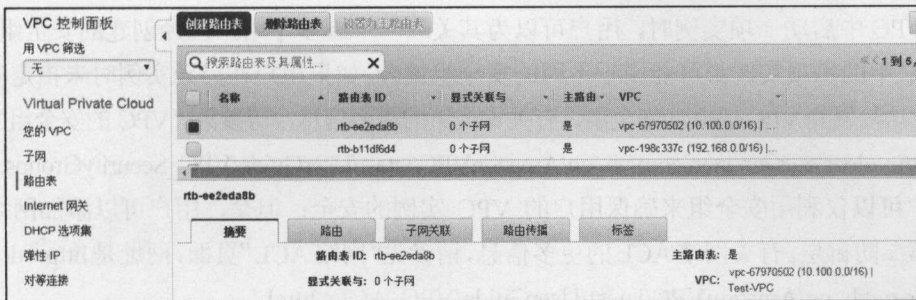 VPC 控制面板
用 VPC 筛选
无
Virtual Private Cloud
您的 VPC
子网
路由表
Internet 网关
DHCP 选项集
弹性 IP
对等连接
创建路由表 删除路由表 设置为主路由表
搜索路由表及其属性... X
<< 1 到 5,
名称 路由表 ID 显式关联与 主路由 VPC
rtb-ee2eda8b 0 个子网 是 vpc-67970502 (10.100.0.0/16) |...
rtb-b11df6d4 0 个子网 是 vpc-198c337c (192.168.0.0/16) |...
rtb-ee2eda8b
摘要 路由 子网关联 路由传播 标签
路由表 ID: rtb-ee2eda8b
显式关联与: 0 个子网
主路由表: 是
VPC: vpc-67970502 (10.100.0.0/16) |
Test-VPC